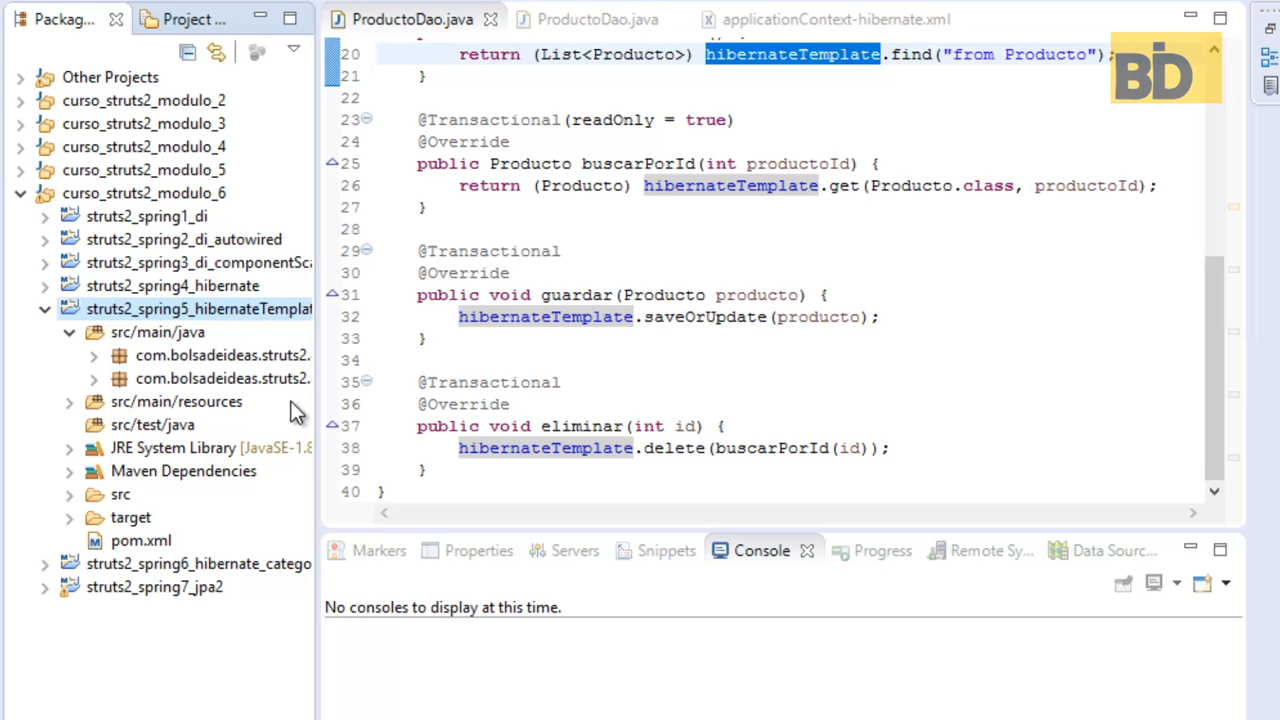 Packag...
Project ...
Other Projects
curso_struts2_modulo_2
curso_struts2_modulo_3
curso_struts2_modulo_4
curso_struts2_modulo_5
curso_struts2_modulo_6
struts2_spring1_di
struts2_spring2_di_autowired
struts2_spring3_di_componentSca
struts2_spring4_hibernate
struts2_spring5_hibernateTemplat
src/main/java
com.bolsadeideas.struts2.
com.bolsadeideas.struts2.
src/main/resources
src/test/java
JRE System Library [JavaSE-1.8
Maven Dependencies
src
target
pom.xml
struts2_spring6_hibernate_catego
struts2_spring7_jpa2
ProductoDao.java
ProductoDao.java
applicationContext-hibernate.xml
BD
20 return (List<Producto>) hibernateTemplate.find("from Producto");
21 }
22
23 @Transactional(readOnly = true)
24 @Override
25 public Producto buscarPorId(int productoId) {
26 return (Producto) hibernateTemplate.get(Producto.class, productoId);
27 }
28
29 @Transactional
30 @Override
31 public void guardar(Producto producto) {
32 hibernateTemplate.saveOrUpdate(producto);
33 }
34
35 @Transactional
36 @Override
37 public void eliminar(int id) {
38 hibernateTemplate.delete(buscarPorId(id));
39 }
40 }
Markers
Properties
Servers
Snippets
Console
Progress
Remote Sy...
Data Sourc...
No consoles to display at this time.